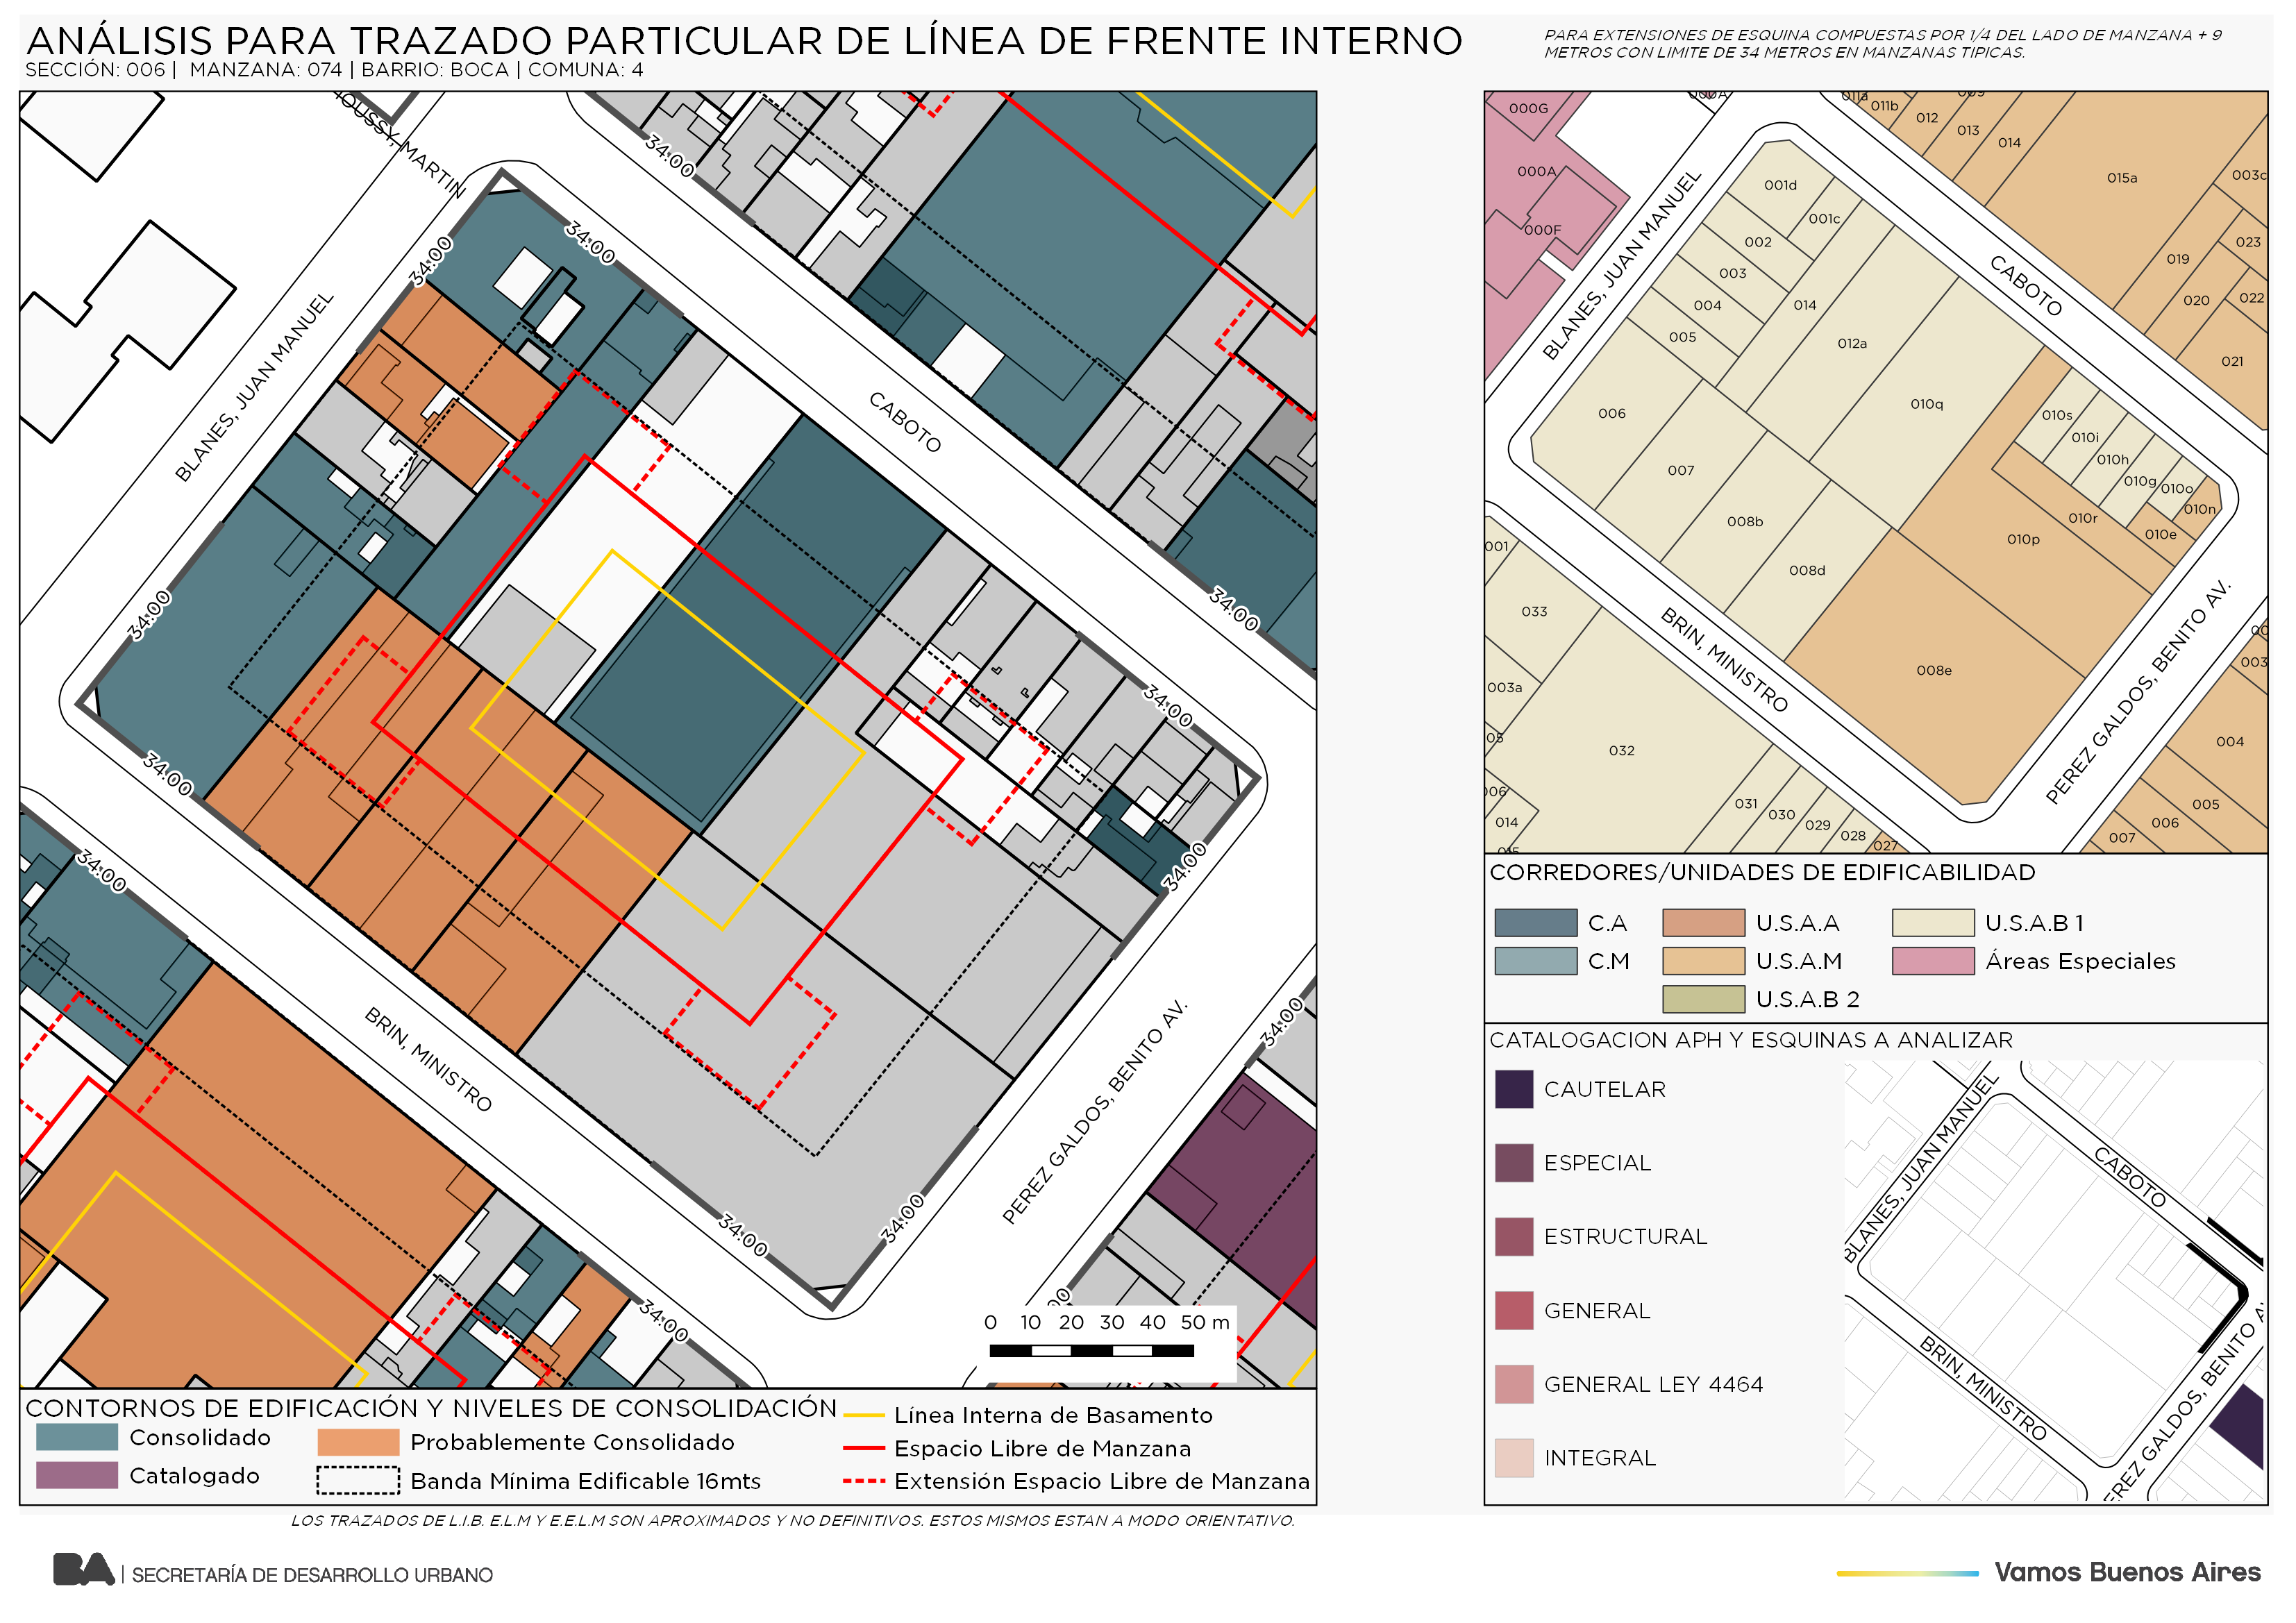 ANÁLISIS PARA TRAZADO PARTICULAR DE LÍNEA DE FRENTE INTERNO
SECCIÓN: 006 | MANZANA: 074 | BARRIO: BOCA | COMUNA: 4
PARA EXTENSIONES DE ESQUINA COMPUESTAS POR 1/4 DEL LADO DE MANZANA + 9
METROS CON LIMITE DE 34 METROS EN MANZANAS TIPICAS.
MARTIN
34:00
34:00
34:00
BLANES, JUAN MANUEL
CABOTO
34:00
34:00
34:00
34:00
34:00
34:00
BRIN, MINISTRO
PEREZ GALDOS, BENITO AV.
34:00
34:00
34:00
34:00
0 10 20 30 40 50 m
CONTORNOS DE EDIFICACIÓN Y NIVELES DE CONSOLIDACIÓN
Consolidado
Catalogado
Probablemente Consolidado
Banda Mínima Edificable 16mts
Línea Interna de Basamento
Espacio Libre de Manzana
Extensión Espacio Libre de Manzana
LOS TRAZADOS DE L.I.B. E.L.M Y E.E.L.M SON APROXIMADOS Y NO DEFINITIVOS. ESTOS MISMOS ESTAN A MODO ORIENTATIVO.
000G
000A
000F
011b
012
013
014
015a
003c
023
019
020
022
021
001d
001c
002
003
004
005
014
012a
010q
006
007
008b
008d
008e
010p
010s
010i
010h
010g
010o
010n
010r
010e
BLANES, JUAN MANUEL
CABOTO
BRIN, MINISTRO
PEREZ GALDOS, BENITO AV.
001
033
003a
032
014
031
030
029
028
027
003
004
005
006
007
CORREDORES/UNIDADES DE EDIFICABILIDAD
C.A
C.M
U.S.A.A
U.S.A.M
U.S.A.B 2
U.S.A.B 1
Áreas Especiales
CATALOGACION APH Y ESQUINAS A ANALIZAR
CAUTELAR
ESPECIAL
ESTRUCTURAL
GENERAL
GENERAL LEY 4464
INTEGRAL
BLANES, JUAN MANUEL
CABOTO
BRIN, MINISTRO
GALDOS, BENITO
BA | SECRETARÍA DE DESARROLLO URBANO
Vamos Buenos Aires